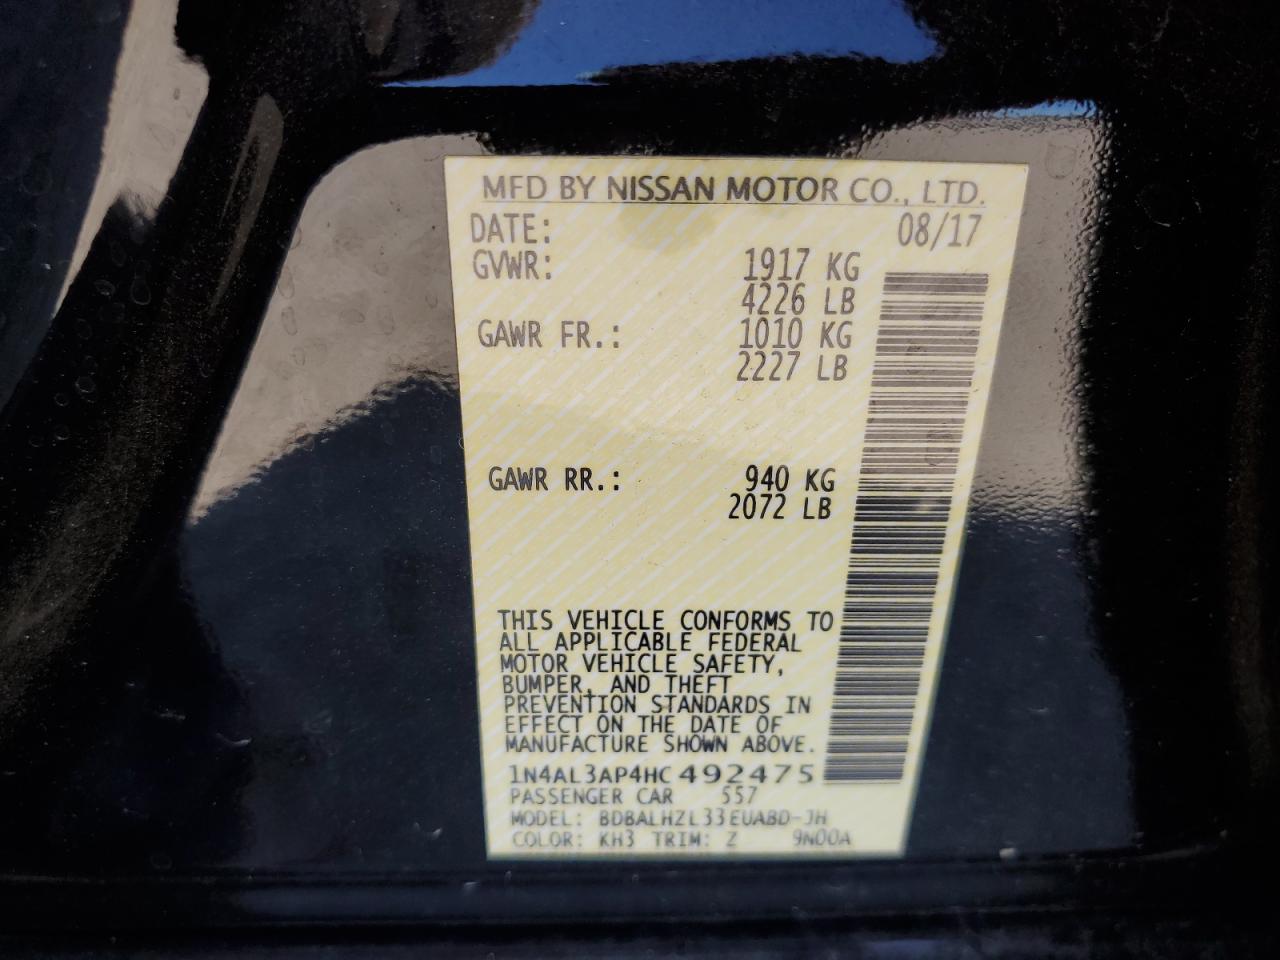 MFD BY NISSAN MOTOR CO., LTD.
DATE: 08/17
GVWR: 1917 KG
4226 LB
GAWR FR.: 1010 KG
2227 LB
GAWR RR.: 940 KG
2072 LB
THIS VEHICLE CONFORMS TO
ALL APPLICABLE FEDERAL
MOTOR VEHICLE SAFETY,
BUMPER, AND THEFT
PREVENTION STANDARDS IN
EFFECT ON THE DATE OF
MANUFACTURE SHOWN ABOVE.
1N4AL3AP4HC492475
PASSENGER CAR 557
MODEL: BDBALHZL33EUABD-JH
COLOR: KH3 TRIM: Z 9N00A